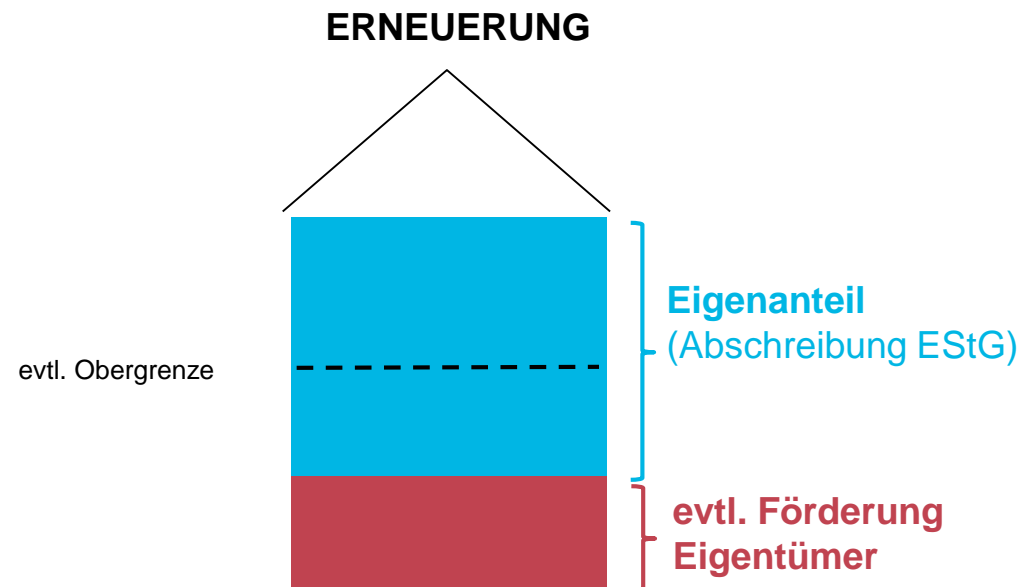 ERNEUERUNG
Eigenanteil
(Abschreibung EStG)
evtl. Obergrenze
evtl. Förderung
Eigentümer